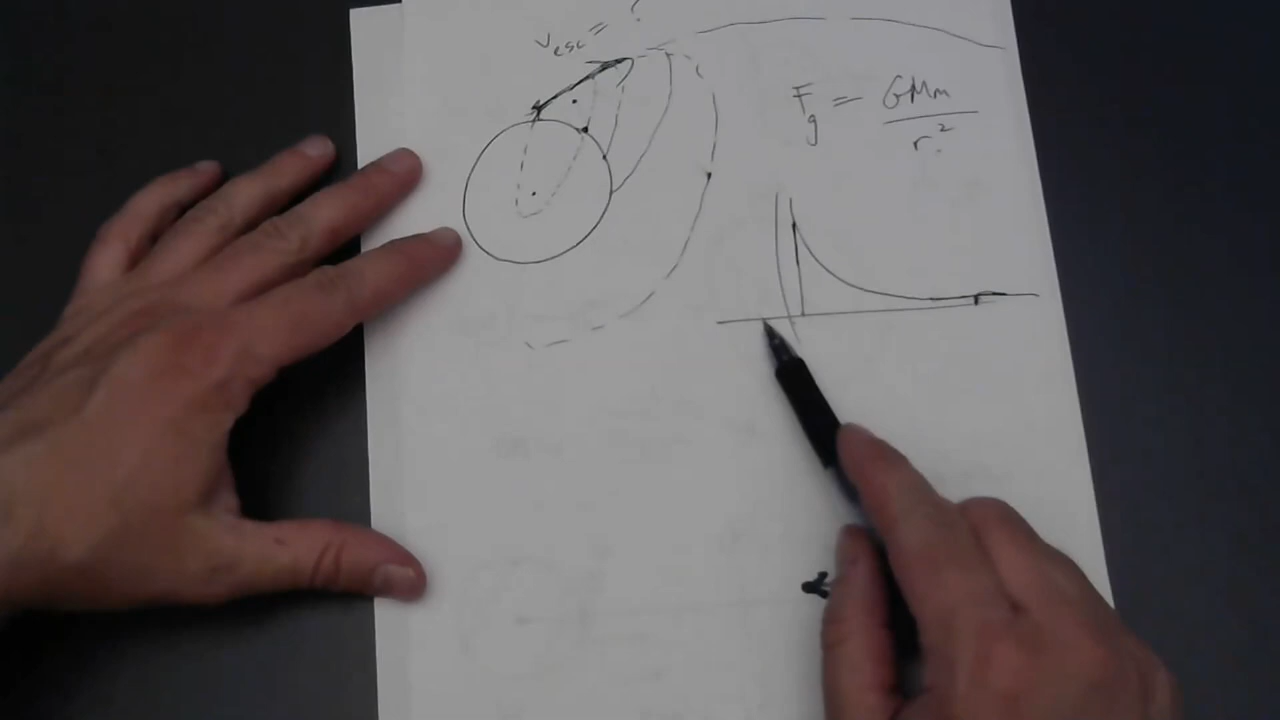 v_esc = ?
F_g = GMm / r²